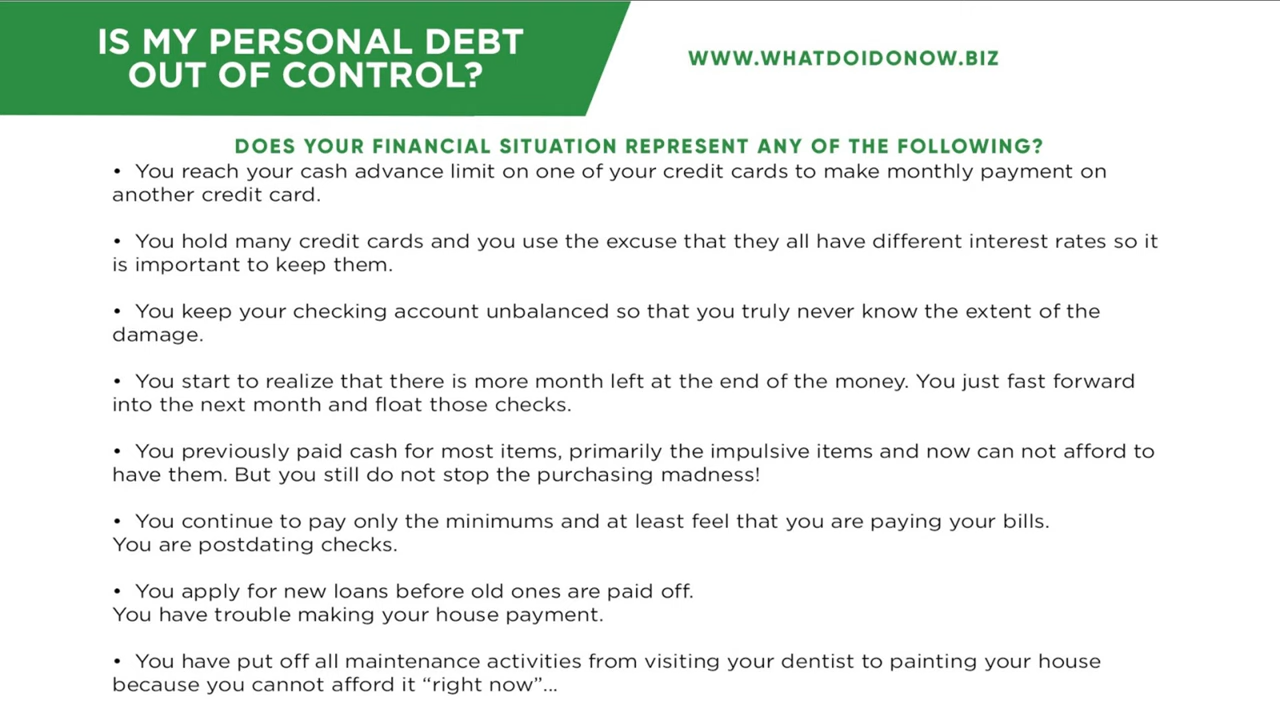 IS MY PERSONAL DEBT
OUT OF CONTROL?
WWW.WHATDOIDONOW.BIZ
DOES YOUR FINANCIAL SITUATION REPRESENT ANY OF THE FOLLOWING?
• You reach your cash advance limit on one of your credit cards to make monthly payment on
another credit card.
• You hold many credit cards and you use the excuse that they all have different interest rates so it
is important to keep them.
• You keep your checking account unbalanced so that you truly never know the extent of the
damage.
• You start to realize that there is more month left at the end of the money. You just fast forward
into the next month and float those checks.
• You previously paid cash for most items, primarily the impulsive items and now can not afford to
have them. But you still do not stop the purchasing madness!
• You continue to pay only the minimums and at least feel that you are paying your bills.
You are postdating checks.
• You apply for new loans before old ones are paid off.
You have trouble making your house payment.
• You have put off all maintenance activities from visiting your dentist to painting your house
because you cannot afford it “right now”...